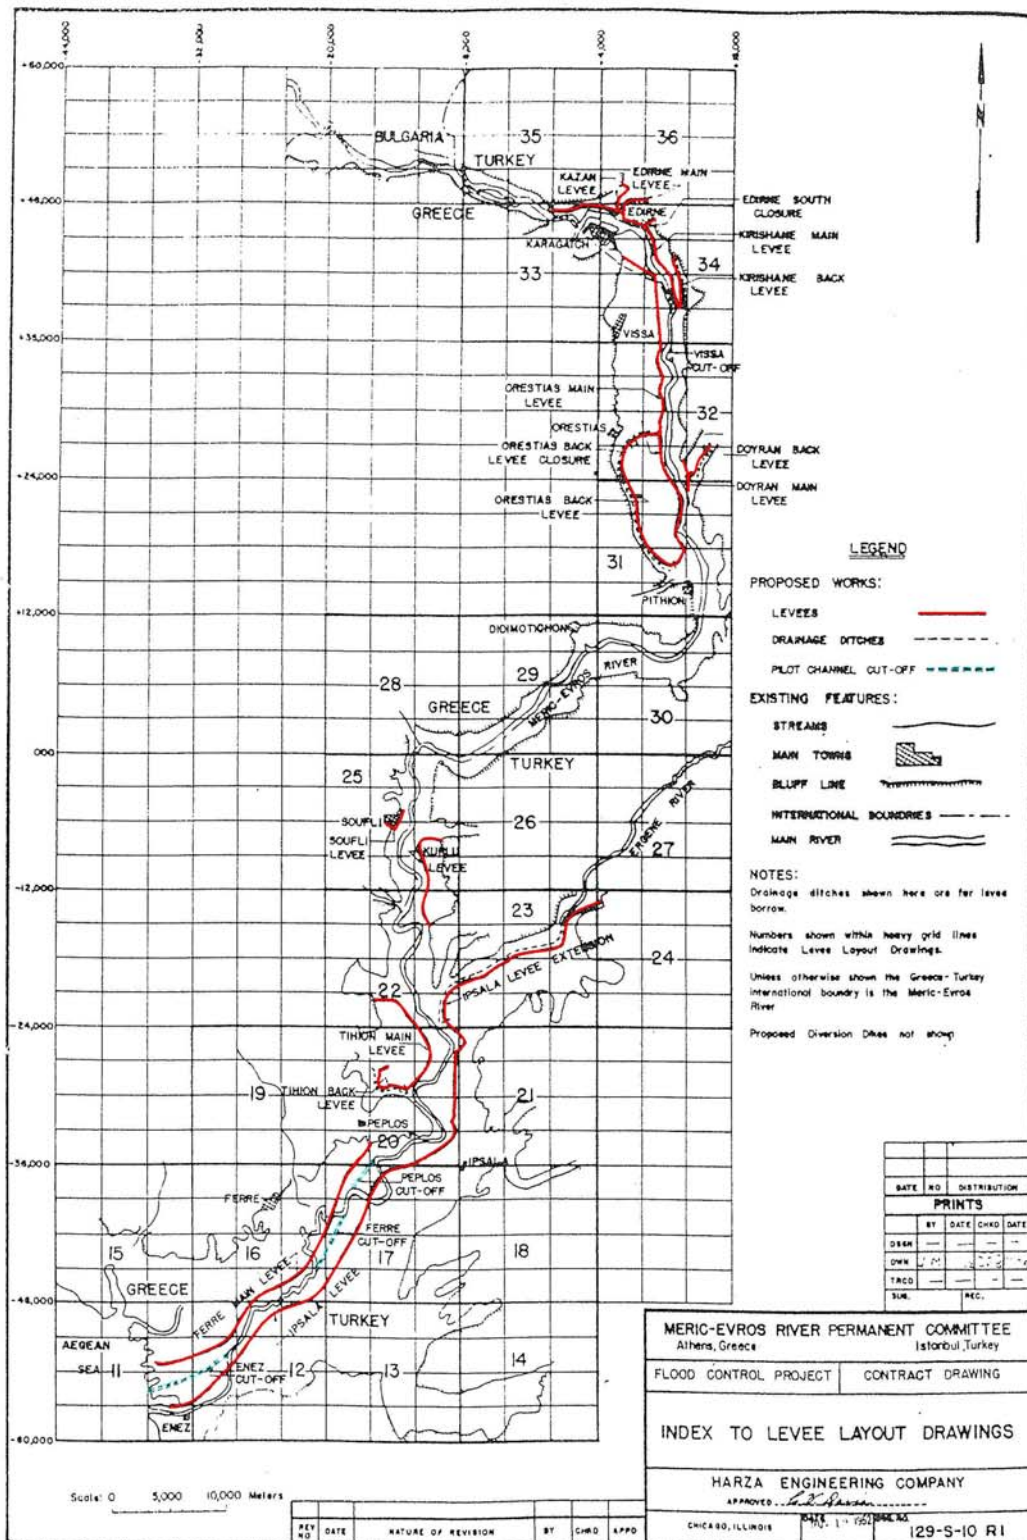 -44,000
-32,000
-20,000
-8,000
+4,000
+60,000
BULGARIA
35
36
TURKEY
KAZAN
LEVEE
EDIRNE MAIN
LEVEE
+48,000
GREECE
EDIRNE
EDIRNE SOUTH
CLOSURE
KARAGATCH
KIRISHANE MAIN
LEVEE
33
34
KIRISHANE BACK
LEVEE
VISSA
VISSA
CUT-OFF
ORESTIAS MAIN
LEVEE
32
ORESTIAS
ORESTIAS BACK
LEVEE CLOSURE
DOYRAN BACK
LEVEE
+24,000
DOYRAN MAIN
LEVEE
ORESTIAS BACK
LEVEE
31
PITHION
+12,000
DIDIMOTICHON
29
RIVER
28
GREECE
MERIC-EVROS
30
000
TURKEY
25
ERGENE RIVER
SOUFLI
26
SOUFLI
LEVEE
KURLU
LEVEE
27
-12,000
23
IPSALA LEVEE EXTENSION
24
22
-24,000
TIHION MAIN
LEVEE
19
TIHION BACK
LEVEE
21
PEPLOS
20
-36,000
IPSALA
PEPLOS
CUT-OFF
FERRE
FERRE
CUT-OFF
15
16
17
18
GREECE
FERRE MAIN LEVEE
IPSALA LEVEE
-48,000
TURKEY
AEGEAN
SEA
11
ENEZ
CUT-OFF
12
13
14
ENEZ
-60,000
N
LEGEND
PROPOSED WORKS:
LEVEES
DRAINAGE DITCHES
PILOT CHANNEL CUT-OFF
EXISTING FEATURES:
STREAMS
MAIN TOWNS
BLUFF LINE
INTERNATIONAL BOUNDRIES
MAIN RIVER
NOTES:
Drainage ditches shown here are for levee
borrow.
Numbers shown within heavy grid lines
indicate Levee Layout Drawings.
Unless otherwise shown the Greece-Turkey
international boundry is the Meric-Evros
River
Proposed Diversion Dikes not shown
DATE NO DISTRIBUTION
PRINTS
BY DATE CHKD DATE
DSGN
DWN
TRCD
SUB. REC.
MERIC-EVROS RIVER PERMANENT COMMITTEE
Athens, Greece Istanbul, Turkey
FLOOD CONTROL PROJECT CONTRACT DRAWING
INDEX TO LEVEE LAYOUT DRAWINGS
HARZA ENGINEERING COMPANY
APPROVED
CHICAGO, ILLINOIS DATE 129-S-10 R1
Scale: 0 5,000 10,000 Meters
REV NO DATE NATURE OF REVISION BY CHKD APPD